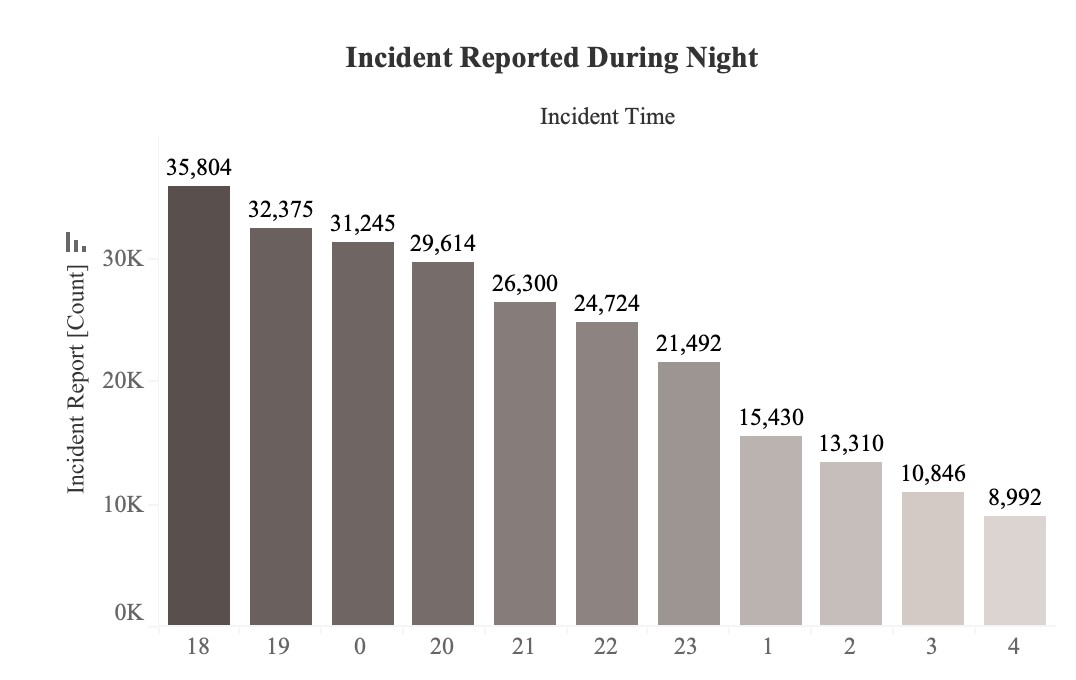 Incident Reported During Night
Incident Time
35,804
32,375
31,245
29,614
26,300
24,724
21,492
15,430
13,310
10,846
8,992
Incident Report [Count]
30K
20K
10K
0K
18 19 0 20 21 22 23 1 2 3 4